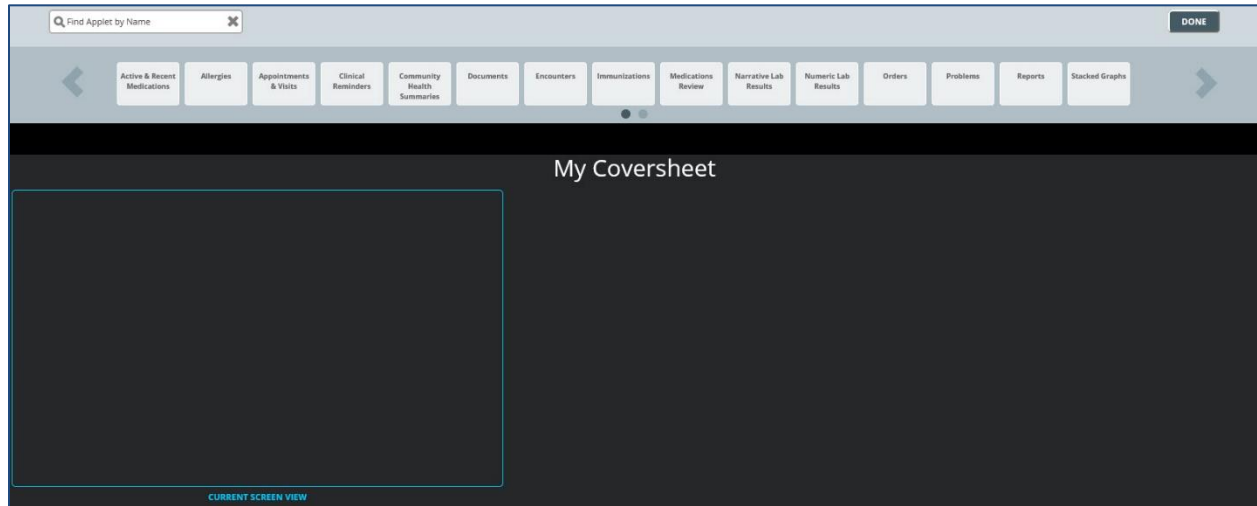 Find Applet by Name
DONE
Active & Recent
Medications
Allergies
Appointments
& Visits
Clinical
Reminders
Community
Health
Summaries
Documents
Encounters
Immunizations
Medications
Review
Narrative Lab
Results
Numeric Lab
Results
Orders
Problems
Reports
Stacked Graphs
My Coversheet
CURRENT SCREEN VIEW